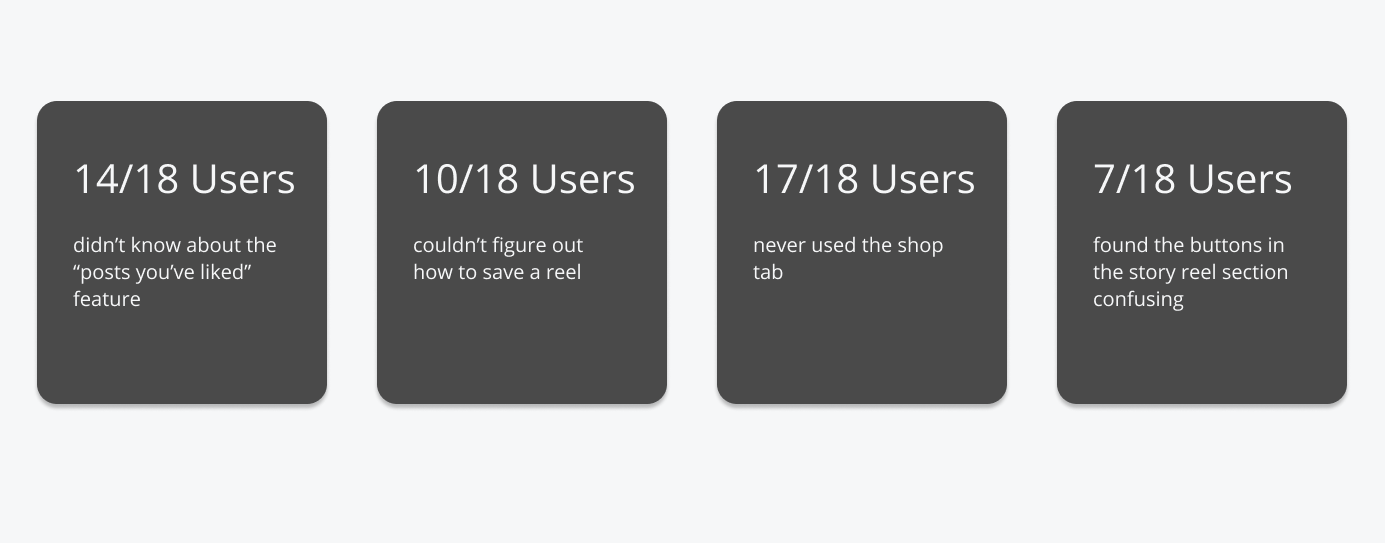 14/18 Users
didn’t know about the
“posts you’ve liked”
feature
10/18 Users
couldn’t figure out
how to save a reel
17/18 Users
never used the shop
tab
7/18 Users
found the buttons in
the story reel section
confusing